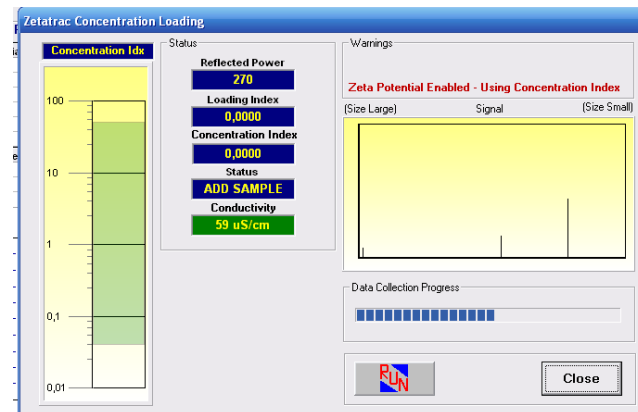 Zetatrac Concentration Loading
Concentration Idx
100
10
1
0,1
0,01
Status
Reflected Power
270
Loading Index
0,0000
Concentration Index
0,0000
Status
ADD SAMPLE
Conductivity
59 uS/cm
Warnings
Zeta Potential Enabled - Using Concentration Index
(Size Large) Signal (Size Small)
Data Collection Progress
RUN
Close